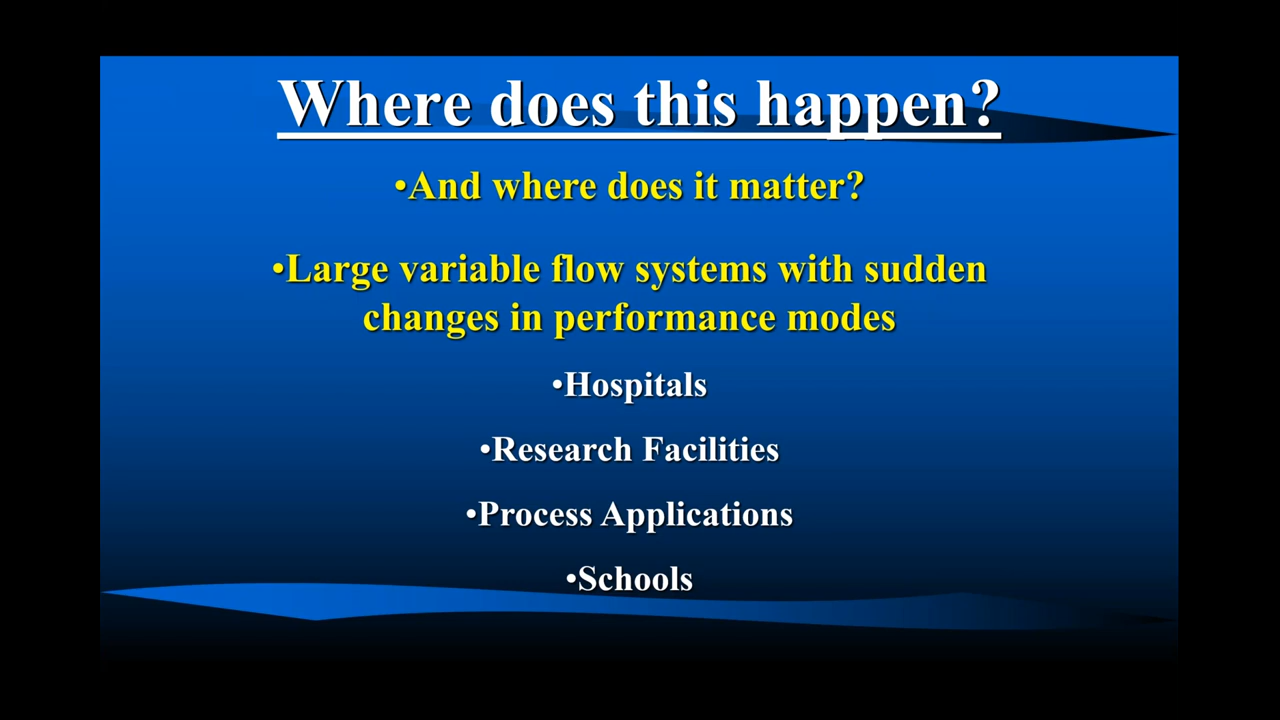 Where does this happen?
•And where does it matter?
•Large variable flow systems with sudden
changes in performance modes
•Hospitals
•Research Facilities
•Process Applications
•Schools